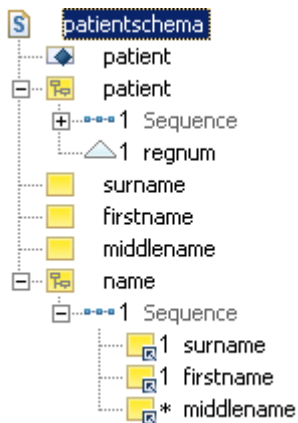 S patientschema
patient
patient
1 Sequence
1 regnum
surname
firstname
middlename
name
1 Sequence
1 surname
1 firstname
* middlename